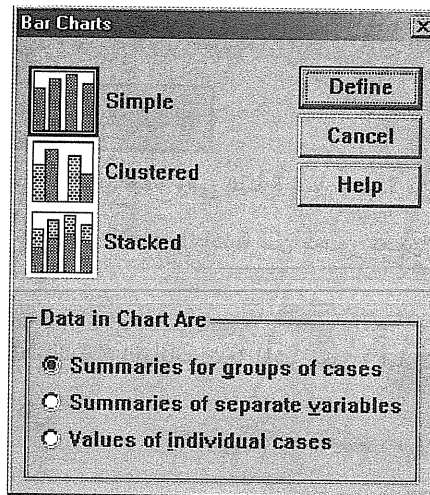 Bar Charts
Simple
Define
Cancel
Clustered
Help
Stacked
Data in Chart Are
Summaries for groups of cases
Summaries of separate variables
Values of individual cases